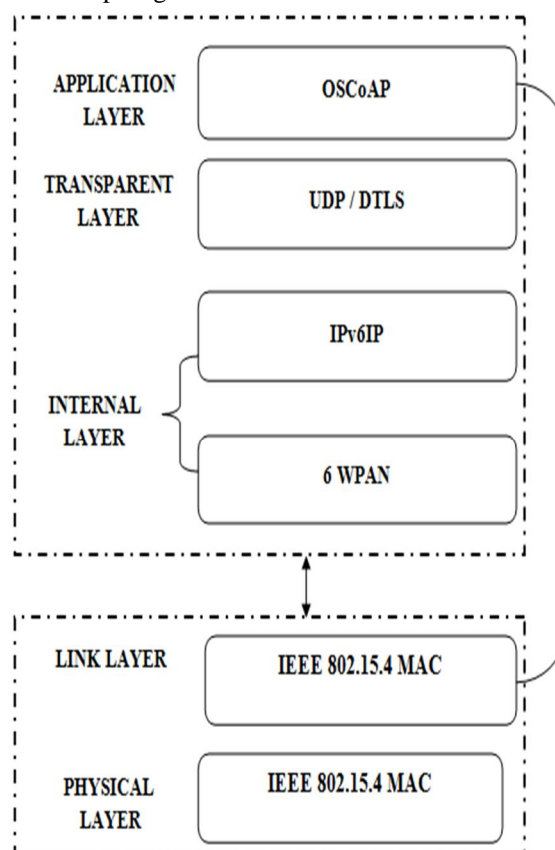 APPLICATION
LAYER
OSCoAP
TRANSPARENT
LAYER
UDP / DTLS
IPv6IP
INTERNAL
LAYER
6 WPAN
LINK LAYER
IEEE 802.15.4 MAC
PHYSICAL
LAYER
IEEE 802.15.4 MAC